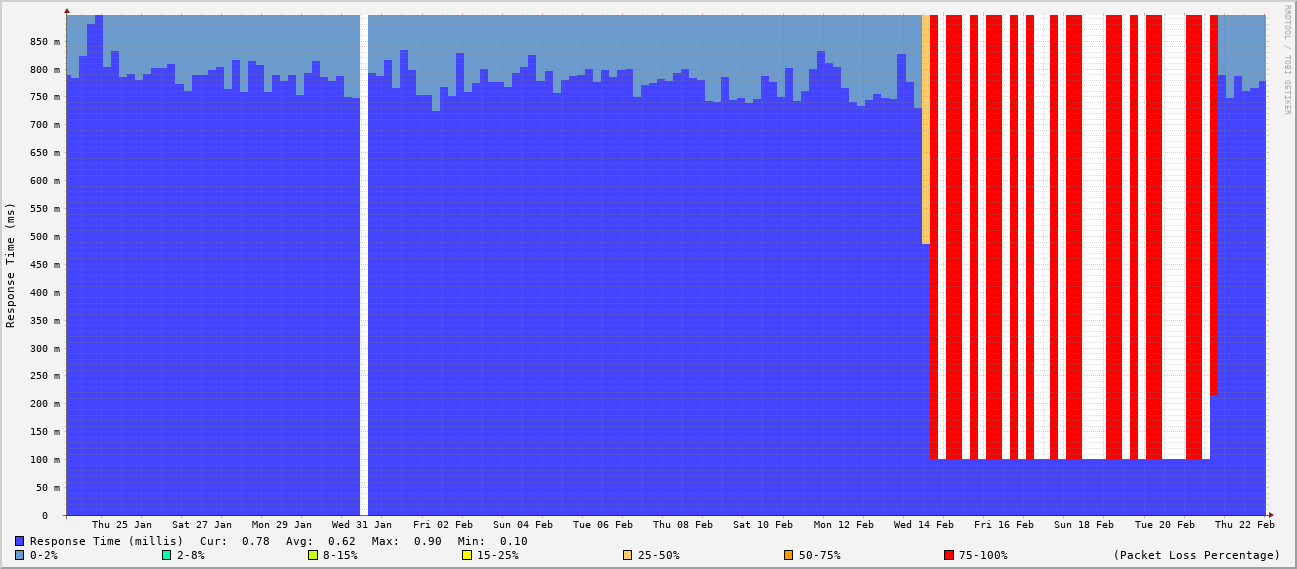 RRDTOOL / TOBI OETIKER
Response Time (ms)
850 m
800 m
750 m
700 m
650 m
600 m
550 m
500 m
450 m
400 m
350 m
300 m
250 m
200 m
150 m
100 m
50 m
0
Thu 25 Jan Sat 27 Jan Mon 29 Jan Wed 31 Jan Fri 02 Feb Sun 04 Feb Tue 06 Feb Thu 08 Feb Sat 10 Feb Mon 12 Feb Wed 14 Feb Fri 16 Feb Sun 18 Feb Tue 20 Feb Thu 22 Feb
Response Time (millis) Cur: 0.78 Avg: 0.62 Max: 0.90 Min: 0.10
0-2% 2-8% 8-15% 15-25% 25-50% 50-75% 75-100% (Packet Loss Percentage)